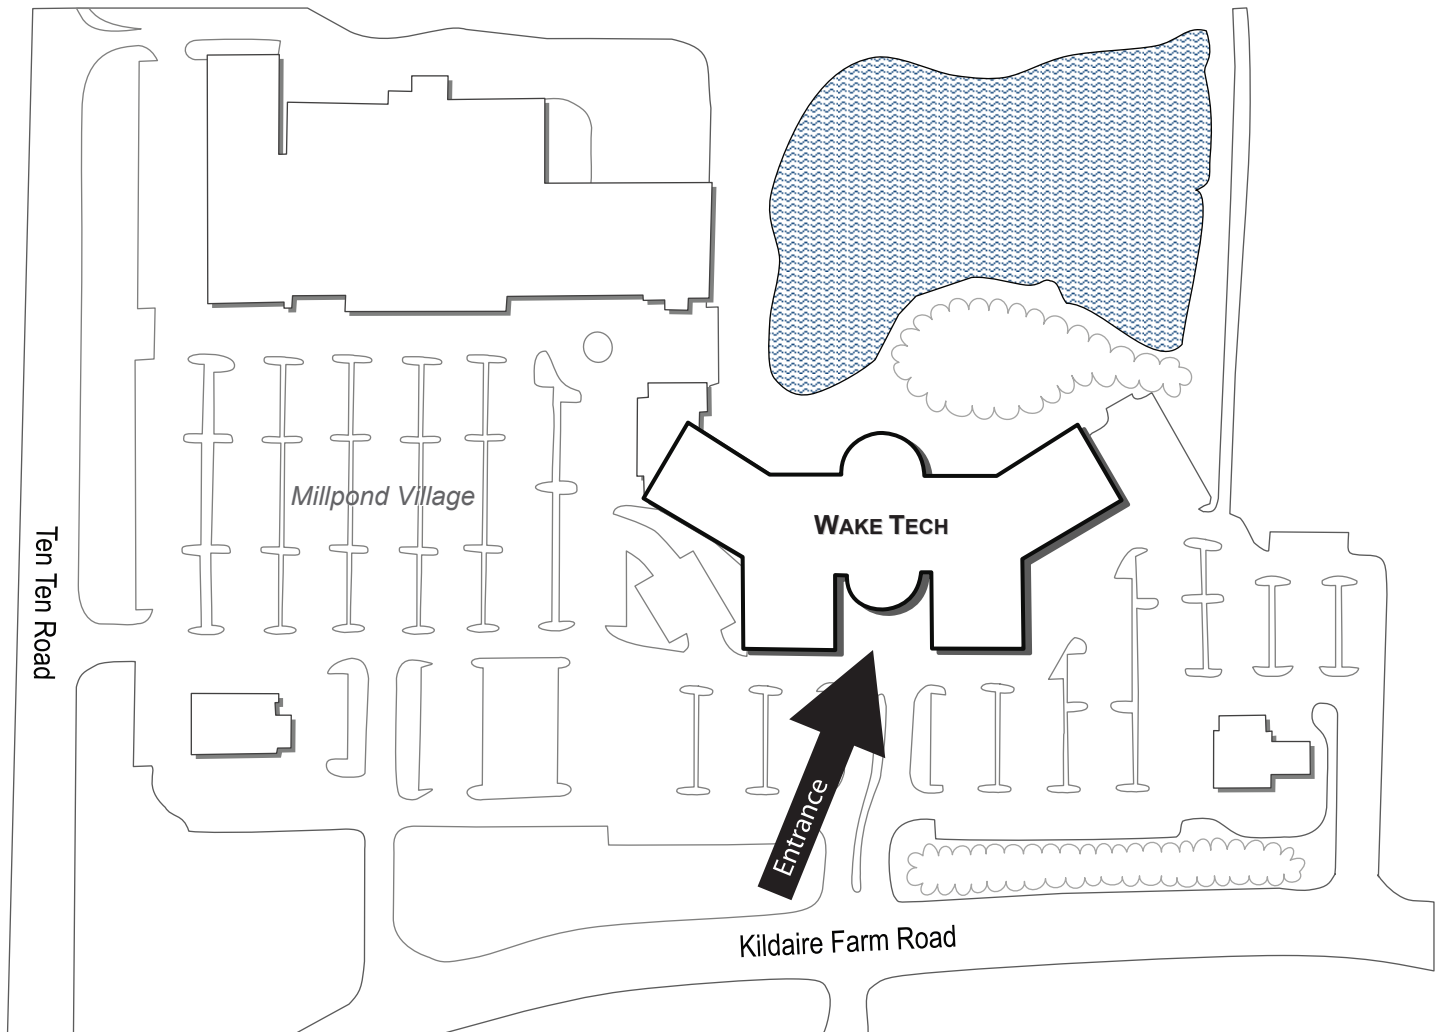 Millpond Village
WAKE TECH
Ten Ten Road
Entrance
Kildaire Farm Road